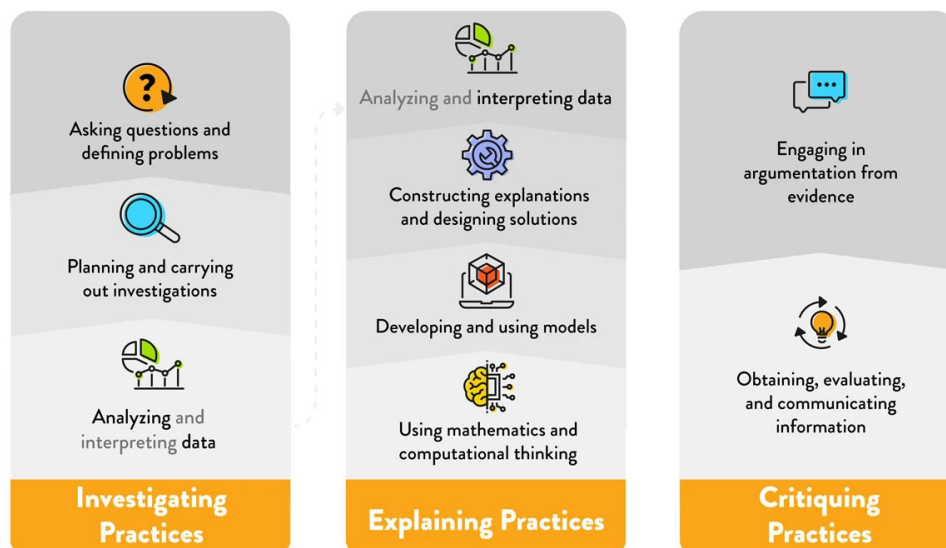 ?
Asking questions and
defining problems
Planning and carrying
out investigations
Analyzing and
interpreting data
Investigating
Practices
Analyzing and interpreting data
Constructing explanations
and designing solutions
Developing and using models
Using mathematics and
computational thinking
Explaining Practices
Engaging in
argumentation from
evidence
Obtaining, evaluating,
and communicating
information
Critiquing
Practices